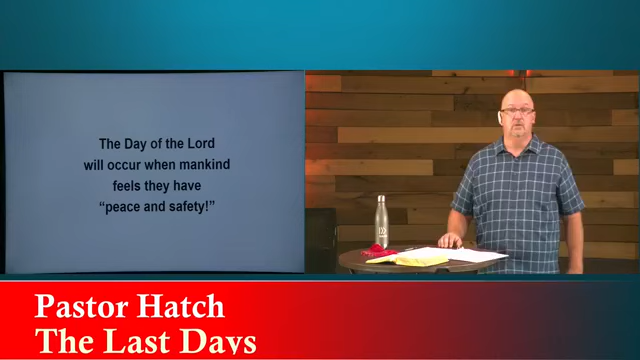 The Day of the Lord
will occur when mankind
feels they have
“peace and safety!”
Pastor Hatch
The Last Days